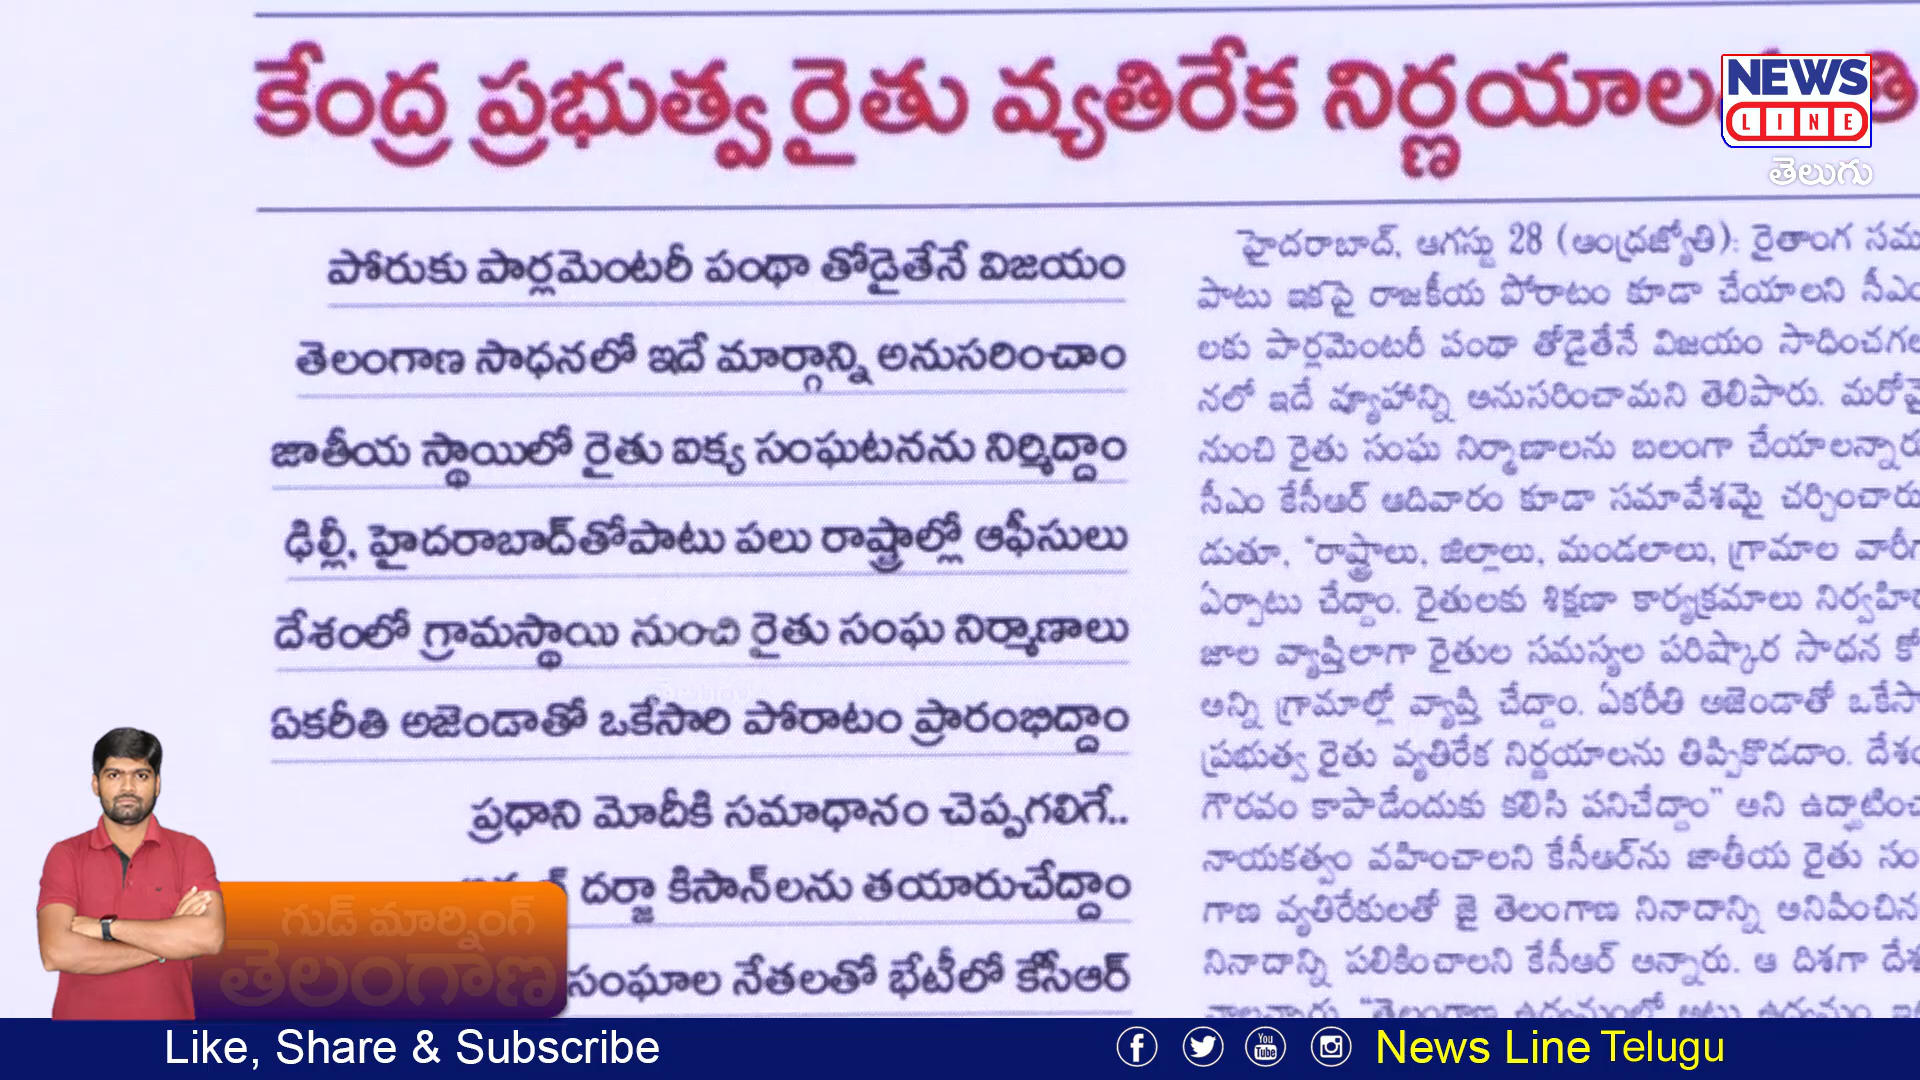 కేంద్ర ప్రభుత్వ రైతు వ్యతిరేక
NEWS
LINE
తెలుగు
పోరుకు పార్లమెంటరీ పంథా తోడైతేనే విజయం
తెలంగాణ సాధనలో ఇదే మార్గాన్ని అనుసరించాం
జాతీయ స్థాయిలో రైతు ఐక్య సంఘటనను నిర్మిద్దాం
ఢిల్లీ, హైదరాబాద్‌తోపాటు పలు రాష్ట్రాల్లో ఆఫీసులు
దేశంలో గ్రామస్థాయి నుంచి రైతు సంఘ నిర్మాణాలు
ఏకరీతి అజెండాతో ఒకేసారి పోరాటం ప్రారంభిద్దాం
ప్రధాని మోదీకి సమాధానం చెప్పగలిగే..
దర్జా కిసాన్‌లను తయారుచేద్దాం
సంఘాల నేతలతో భేటీలో కేసీఆర్
హైదరాబాద్, ఆగస్టు 28 (ఆంధ్రజ్యోతి): రైతాంగ
పాటు ఇకపై రాజకీయ పోరాటం కూడా చేయాలని సీఎం
లకు పార్లమెంటరీ పంథా తోడైతేనే విజయం
నలో ఇదే వ్యూహాన్ని అనుసరించామని తెలిపారు.
నుంచి రైతు సంఘ నిర్మాణాలను బలంగా చేయాలన్నారు
సీఎం కేసీఆర్ ఆదివారం కూడా సమావేశమై చర్చించారు
డుతూ, "రాష్ట్రాలు, జిల్లాలు, మండలాలు, గ్రామాల
ఏర్పాటు చేద్దాం. రైతులకు శిక్షణా కార్యక్రమాలు
జాల వ్యాప్తిలాగా రైతుల సమస్యల పరిష్కార సాధన
అన్ని గ్రామాల్లో వ్యాప్తి చేద్దాం. ఏకరీతి అజెండాతో
ప్రభుత్వ రైతు వ్యతిరేక నిర్ణయాలను తిప్పికొడదాం.
గౌరవం కాపాడేందుకు కలిసి పనిచేద్దాం" అని
నాయకత్వం వహించాలని కేసీఆర్‌ను జాతీయ రైతు
గాణ వ్యతిరేకులతో జై తెలంగాణ నినాదాన్ని
నినాదాన్ని పలికించాలని కేసీఆర్ అన్నారు. ఆ దిశగా
గుడ్ మార్నింగ్
తెలంగాణ
Like, Share & Subscribe
You
Tube
News Line Telugu